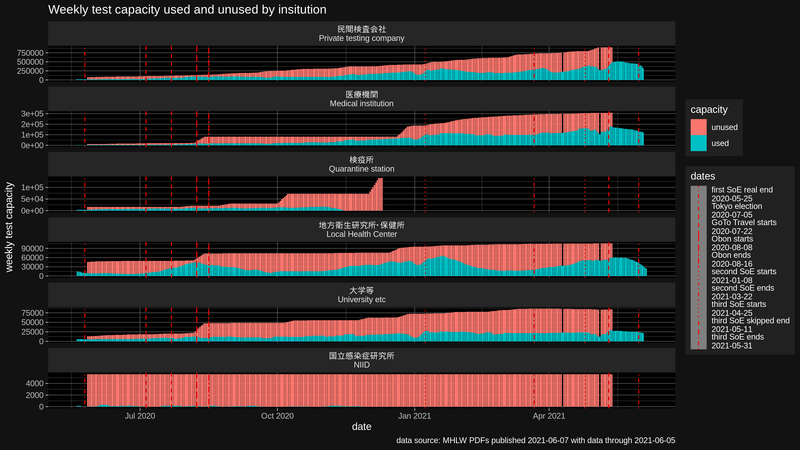 Weekly test capacity used and unused by insitution
民間検査会社
Private testing company
750000
500000
250000
0
医療機関
Medical institution
3e+05
2e+05
1e+05
0e+00
検疫所
Quarantine station
1e+05
5e+04
0e+00
地方衛生研究所・保健所
Local Health Center
90000
60000
30000
0
大学等
University etc
75000
50000
25000
0
国立感染症研究所
NIID
4000
2000
0
Jul 2020
Oct 2020
Jan 2021
Apr 2021
date
weekly test capacity
capacity
unused
used
dates
first SoE real end
2020-05-25
Tokyo election
2020-07-05
GoTo Travel starts
2020-07-22
Obon starts
2020-08-08
Obon ends
2020-08-16
second SoE starts
2021-01-08
second SoE ends
2021-03-22
third SoE starts
2021-04-25
third SoE skipped end
2021-05-11
third SoE ends
2021-05-31
data source: MHLW PDFs published 2021-06-07 with data through 2021-06-05